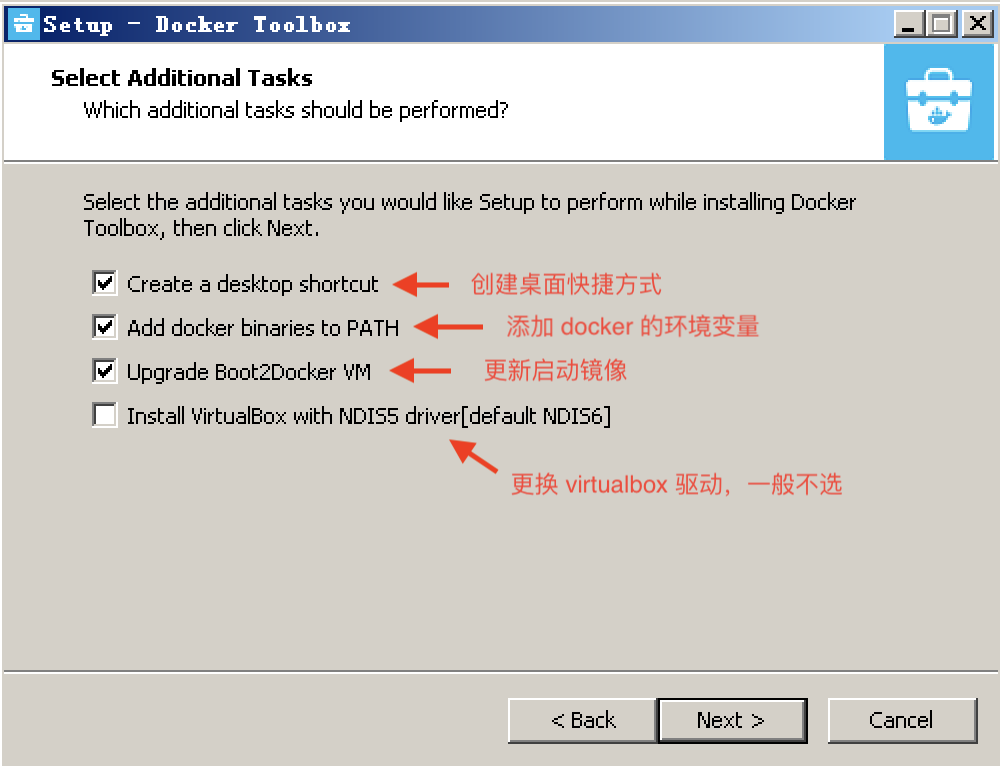 Setup - Docker Toolbox
Select Additional Tasks
Which additional tasks should be performed?
Select the additional tasks you would like Setup to perform while installing Docker
Toolbox, then click Next.
Create a desktop shortcut 创建桌面快捷方式
Add docker binaries to PATH 添加 docker 的环境变量
Upgrade Boot2Docker VM 更新启动镜像
Install VirtualBox with NDIS5 driver[default NDIS6]
更换 virtualbox 驱动，一般不选
< Back Next > Cancel